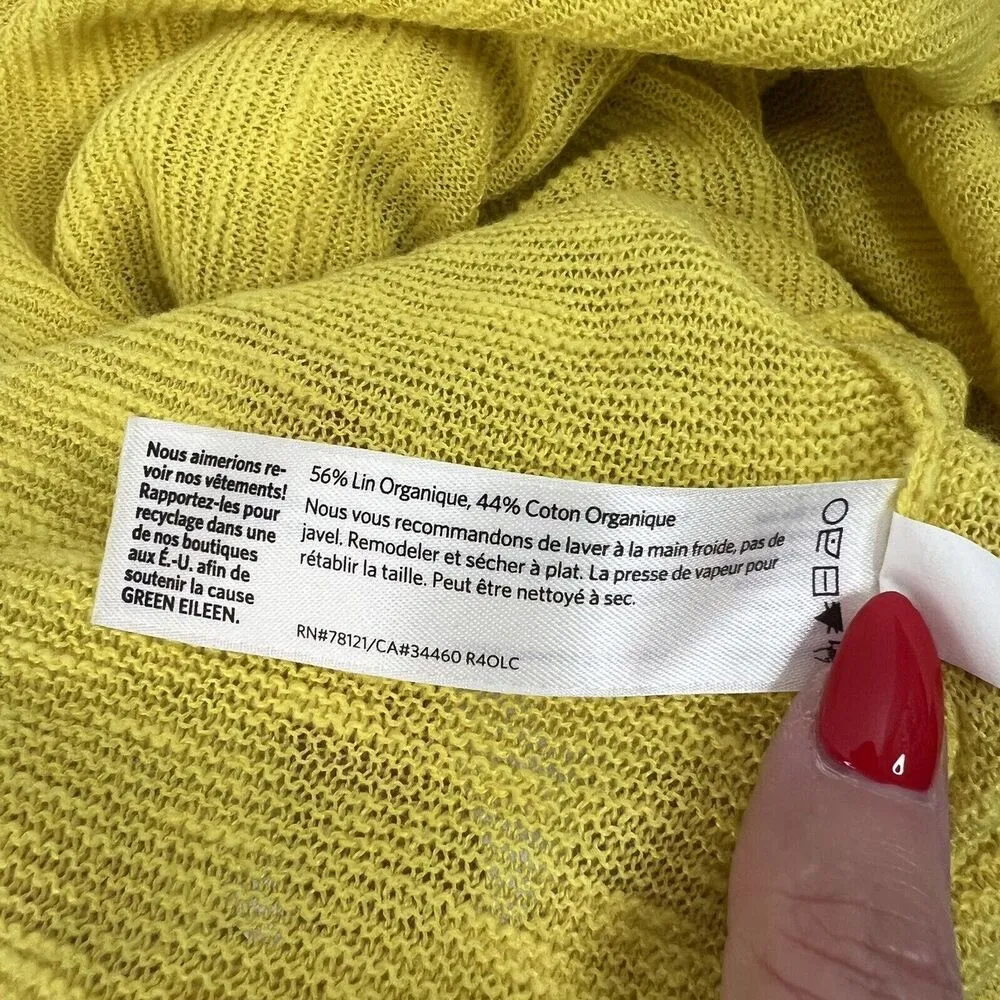 Nous aimerions re-
voir nos vêtements!
Rapportez-les pour
recyclage dans une
de nos boutiques
aux É.-U. afin de
soutenir la cause
GREEN EILEEN.
56% Lin Organique, 44% Coton Organique
Nous vous recommandons de laver à la main froide, pas de
javel. Remodeler et sécher à plat. La presse de vapeur pour
rétablir la taille. Peut être nettoyé à sec.
RN#78121/CA#34460 R4OLC